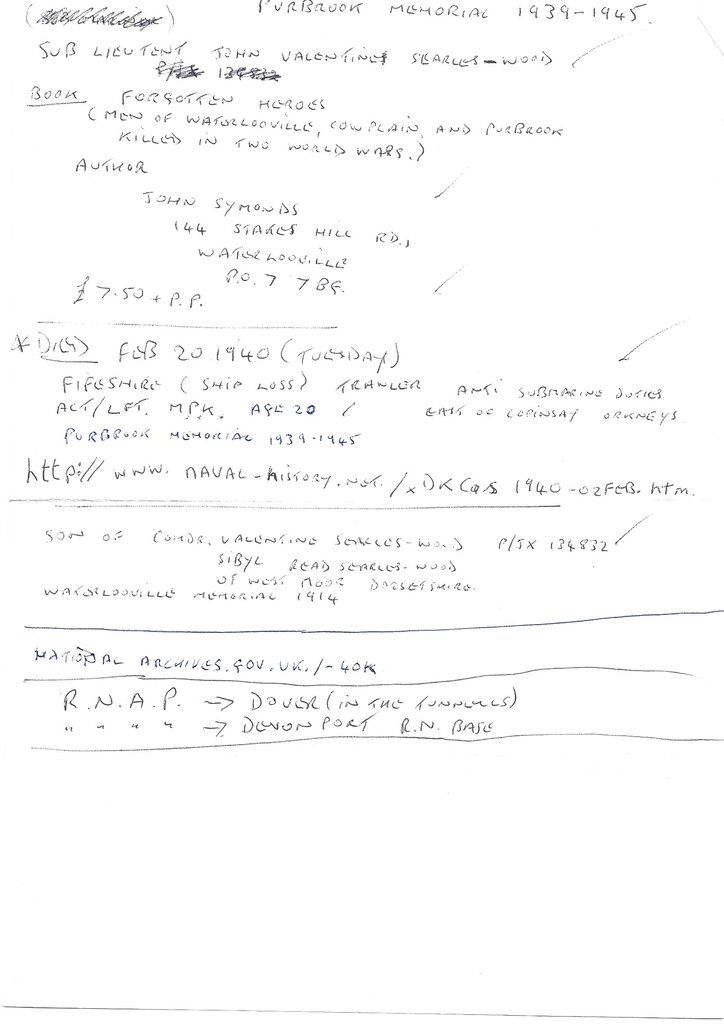 PURBROOK MEMORIAL 1939-1945.
SUB LIEUTENT JOHN VALENTINE SEARLES-WOOD
BOOK FORGOTTEN HEROES
(MEN OF WATERLOOVILLE, COWPLAIN, AND PURBROOK
KILLED IN TWO WORLD WARS.)
AUTHOR
JOHN SYMONDS
144 STAKES HILL RD.,
WATERLOOVILLE
P.O.7 7BG.
£7.50 + P.P.
* DIED FEB 20 1940 (TUESDAY)
FIFESHIRE (SHIP LOSS) TRAWLER ANTI SUBMARINE DUTIES
ACT/LFT. MPK. AGE 20 EAST OF COPINSAY ORKNEYS
PURBROOK MEMORIAL 1939-1945
http:// www. NAVAL-HISTORY.NET./xDKCas 1940-02FEB.htm.
SON OF COMDR. VALENTINE SEARLES-WOOD P/JX 134832
SIBYL READ SEARLES-WOOD
OF WEST MOOR DORSETSHIRE.
WATERLOOVILLE MEMORIAL 1914
NATIONAL ARCHIVES.GOV.UK./-40K
R.N.A.P. → DOVER (IN THE TUNNELLS)
" " " " → DEVONPORT R.N. BASE